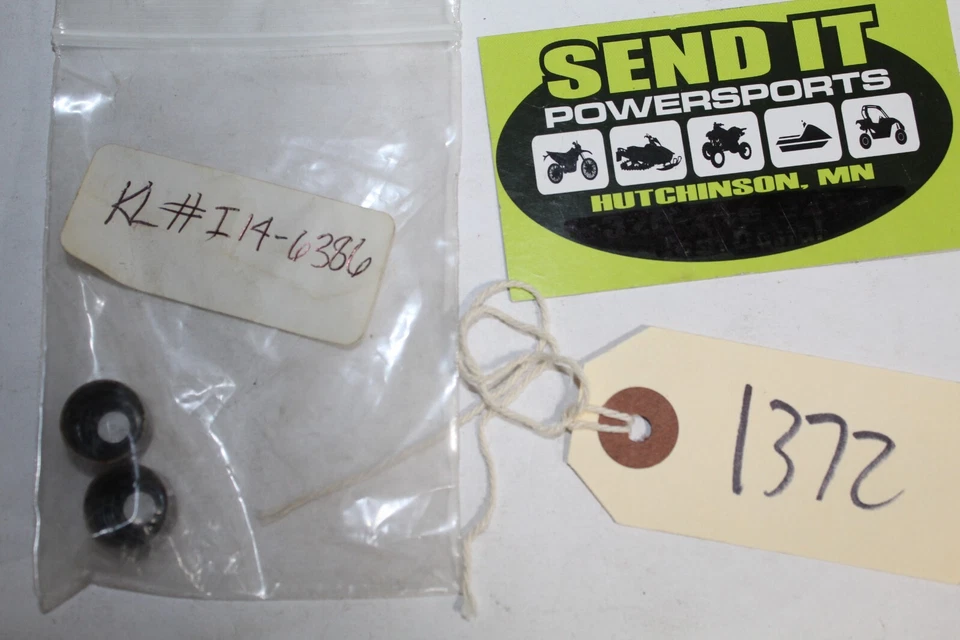 KL#I14-6386
SEND IT
POWERSPORTS
HUTCHINSON, MN
1372